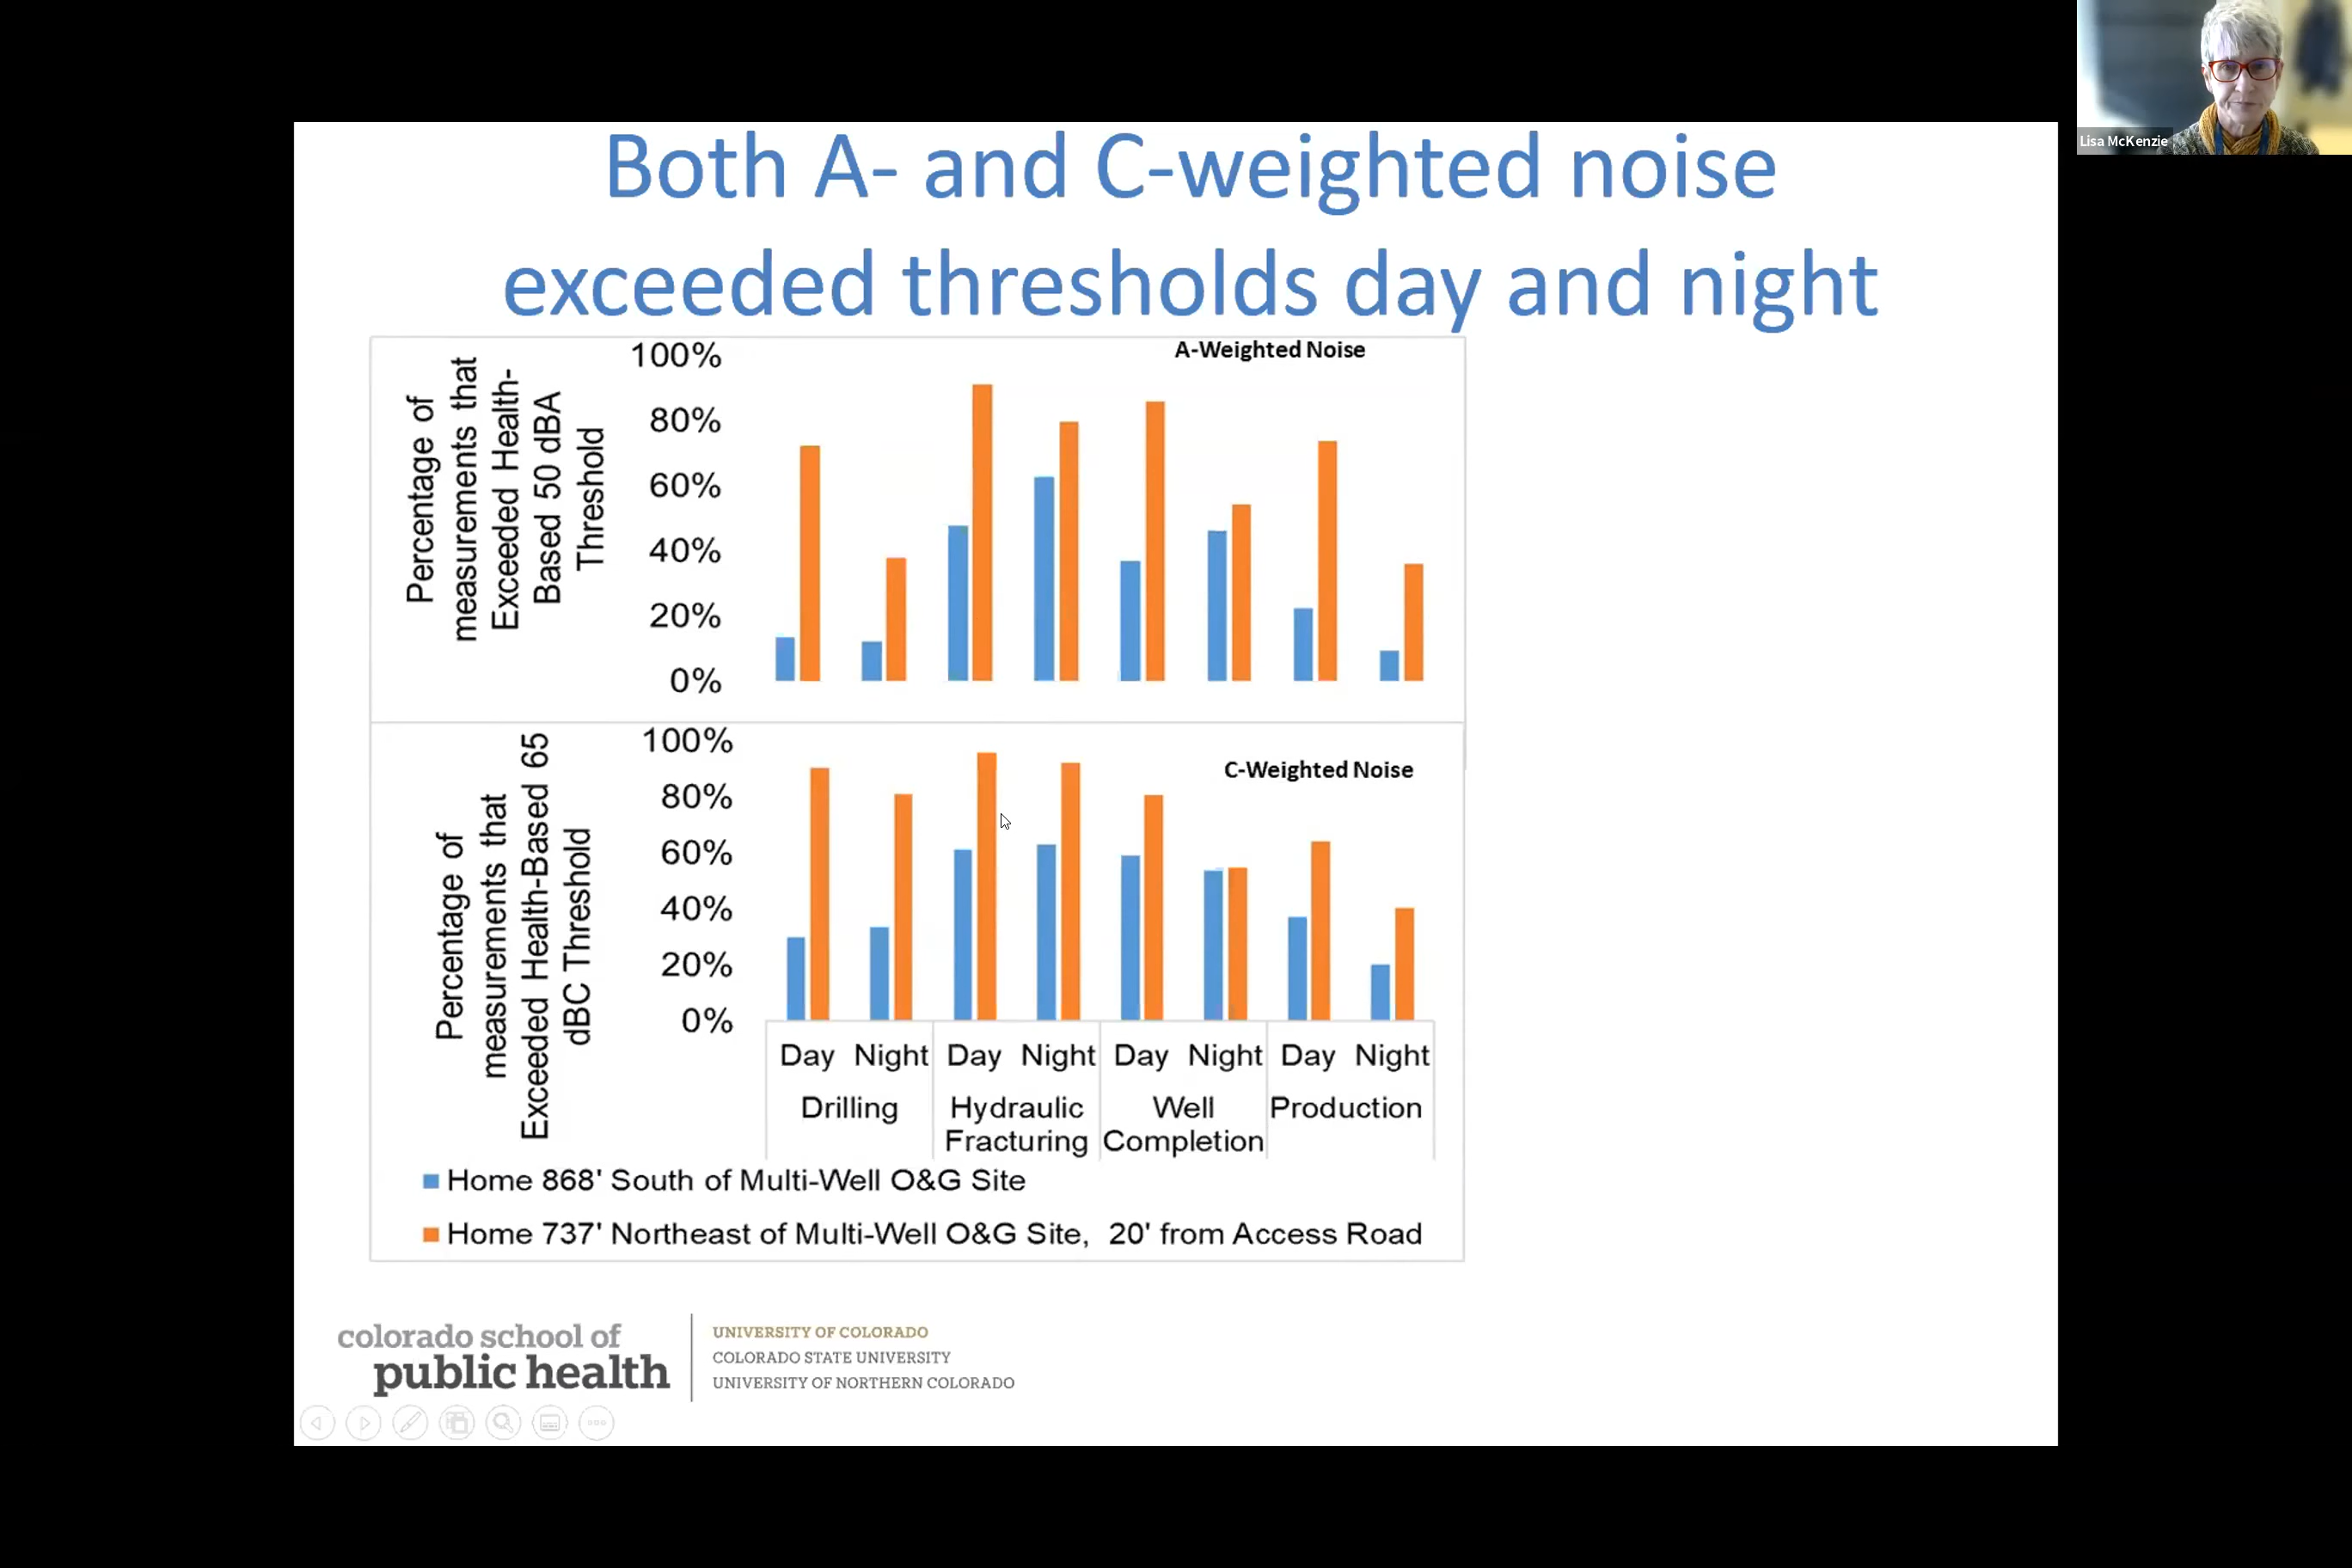 Lisa McKenzie
Both A- and C-weighted noise
exceeded thresholds day and night
Percentage of
measurements that
Exceeded Health-
Based 50 dBA
Threshold
100%
80%
60%
40%
20%
0%
A-Weighted Noise
Percentage of
measurements that
Exceeded Health-Based 65
dBC Threshold
100%
80%
60%
40%
20%
0%
C-Weighted Noise
Day Night Day Night Day Night Day Night
Drilling Hydraulic Well Production
Fracturing Completion
Home 868' South of Multi-Well O&G Site
Home 737' Northeast of Multi-Well O&G Site, 20' from Access Road
colorado school of
public health
UNIVERSITY OF COLORADO
COLORADO STATE UNIVERSITY
UNIVERSITY OF NORTHERN COLORADO